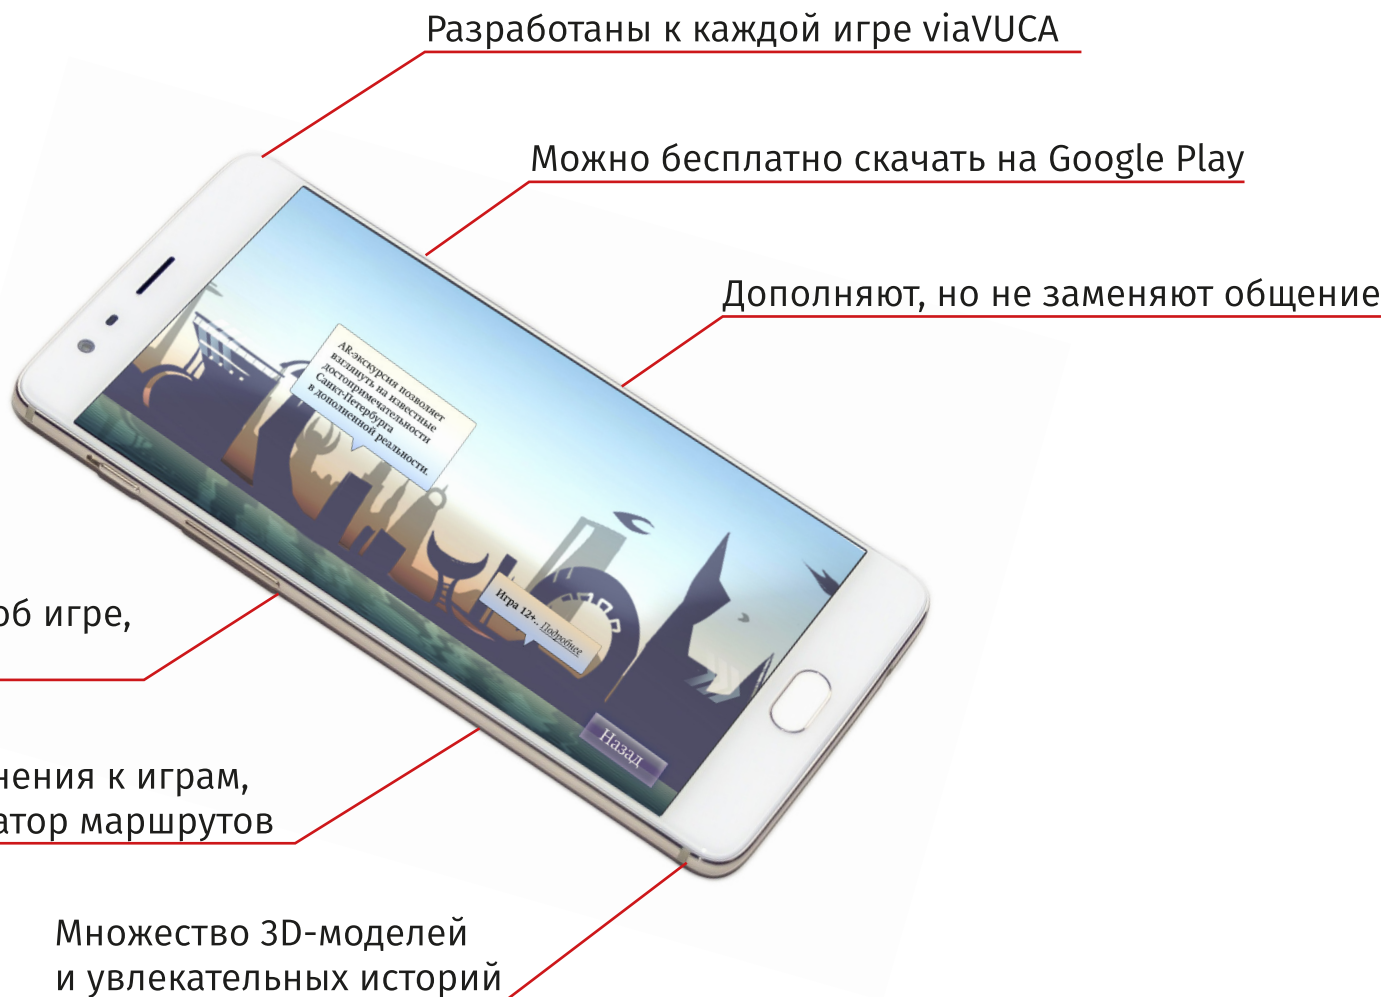 Разработаны к каждой игре viaVUCA
Можно бесплатно скачать на Google Play
Дополняют, но не заменяют общение
AR-экскурсия позволяет
взглянуть на известные
достопримечательности
Санкт-Петербурга
в дополненной реальности.
Игра 12+.. Подробнее
Назад
об игре,
нения к играм,
атор маршрутов
Множество 3D-моделей
и увлекательных историй